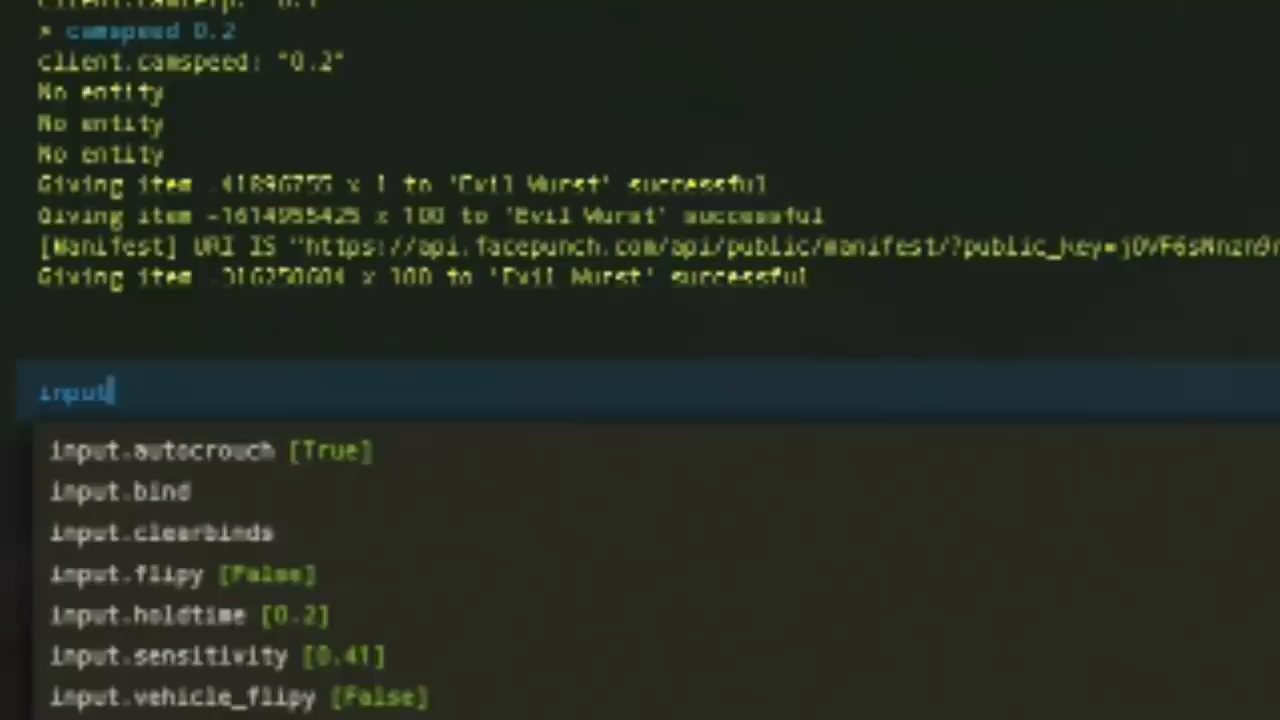 > camspeed 0.2
client.camspeed: "0.2"
No entity
No entity
No entity
Giving item -41896755 x 1 to 'Evil Wurst' successful
Giving item -1614955425 x 100 to 'Evil Wurst' successful
[Manifest] URI IS "https://api.facepunch.com/api/public/manifest/?public_key=
Giving item x 100 to 'Evil Wurst' successful
input
input.autocrouch [True]
input.bind
input.clearbinds
input.flipy [False]
input.holdtime [0.2]
input.sensitivity [0.41]
input.vehicle_flipy [False]